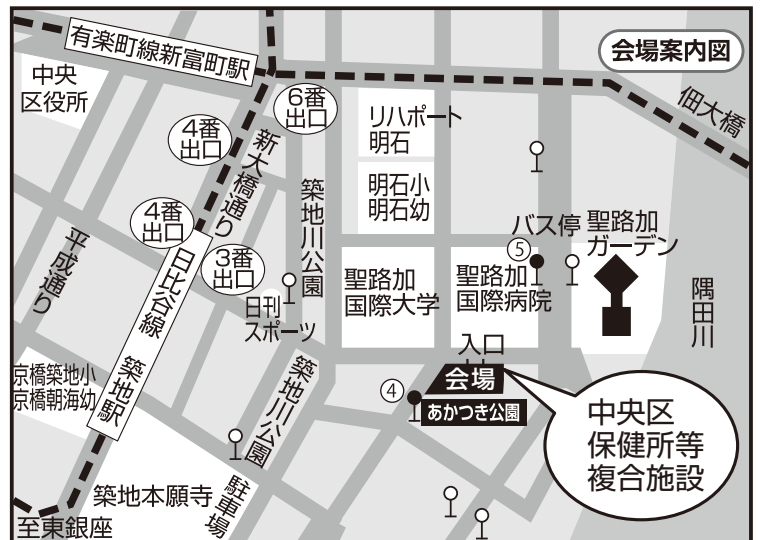 会場案内図
有楽町線新富町駅
中央
区役所
6番
出口
4番
出口
新大橋通り
リハポート
明石
明石小
明石幼
佃大橋
築地川公園
4番
出口
3番
出口
平成通り
日比谷線 築地駅
日刊
スポーツ
聖路加
国際大学
聖路加
国際病院
バス停
⑤
聖路加
ガーデン
隅田川
入口
会場
④
あかつき公園
中央区
保健所等
複合施設
京橋築地小
京橋朝海幼
築地川公園
駐車場
築地本願寺
至東銀座